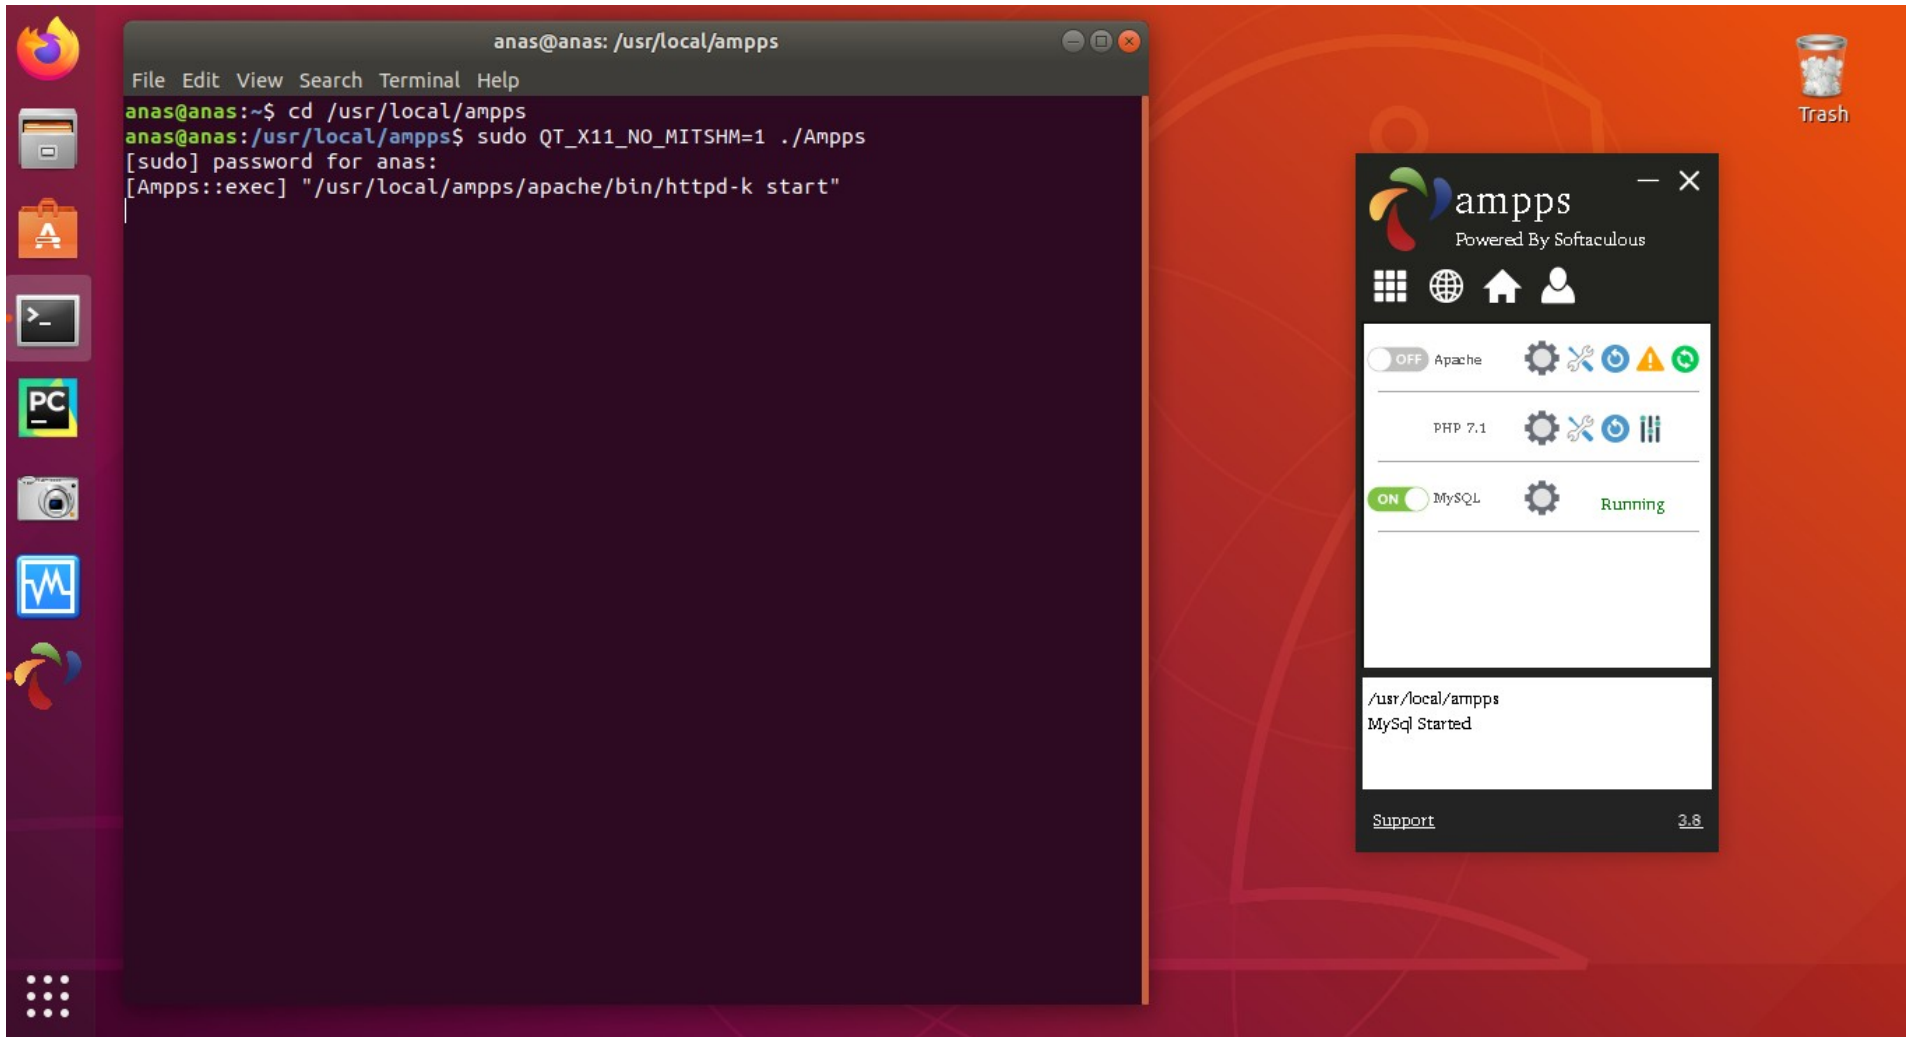 anas@anas: /usr/local/ampps
File Edit View Search Terminal Help
anas@anas:~$ cd /usr/local/ampps
anas@anas:/usr/local/ampps$ sudo QT_X11_NO_MITSHM=1 ./Ampps
[sudo] password for anas:
[Ampps::exec] "/usr/local/ampps/apache/bin/httpd-k start"
PC
A
Trash
ampps
Powered By Softaculous
OFF Apache
PHP 7.1
ON MySQL Running
/usr/local/ampps
MySql Started
Support 3.8